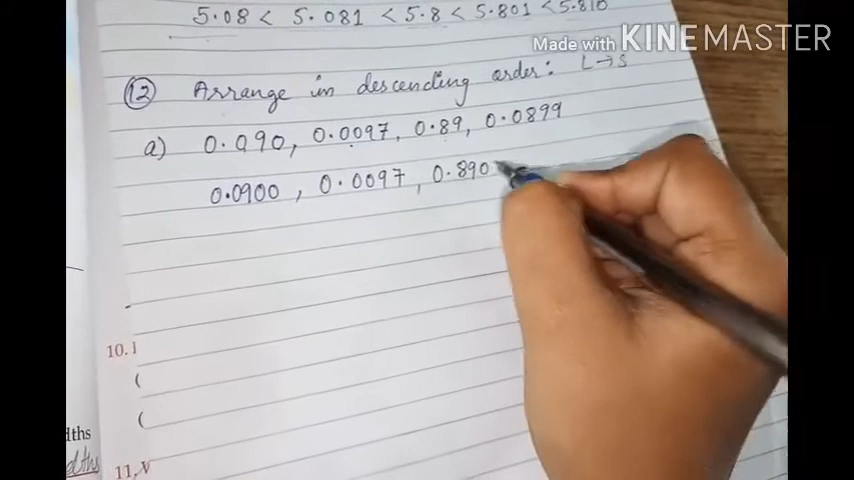 5.08 < 5.081 < 5.8 < 5.801 < 5.810
Made with KINEMASTER
(12) Arrange in descending order: L→S
a) 0.090, 0.0097, 0.89, 0.0899
0.0900, 0.0097, 0.890
10.1
(
(
dths
11,V